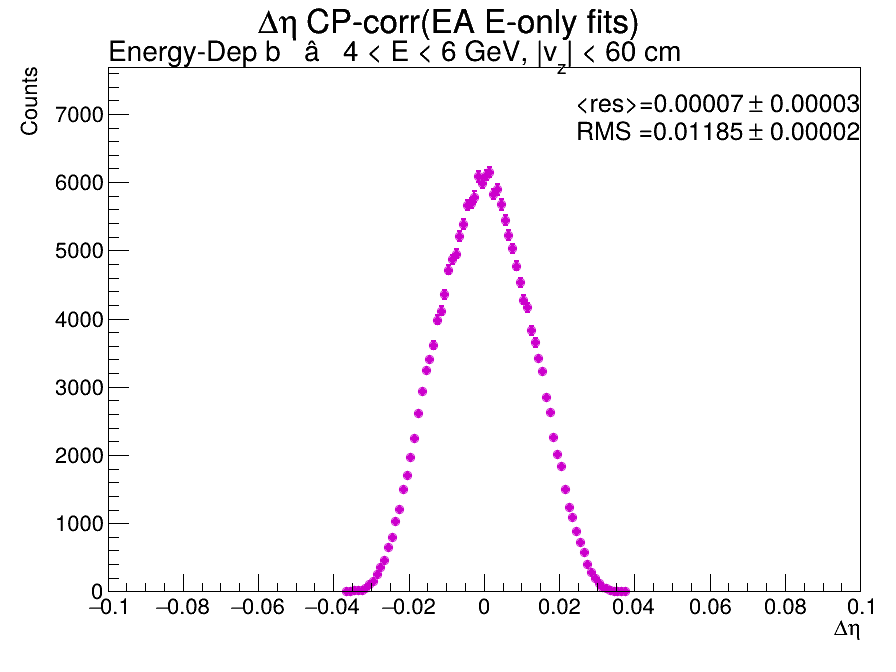 Δη CP-corr(EA E-only fits)
Energy-Dep b â 4 < E < 6 GeV, |v_z| < 60 cm
Counts
<res>=0.00007 ± 0.00003
RMS =0.01185 ± 0.00002
7000
6000
5000
4000
3000
2000
1000
0
−0.1 −0.08 −0.06 −0.04 −0.02 0 0.02 0.04 0.06 0.08 0.1
Δη